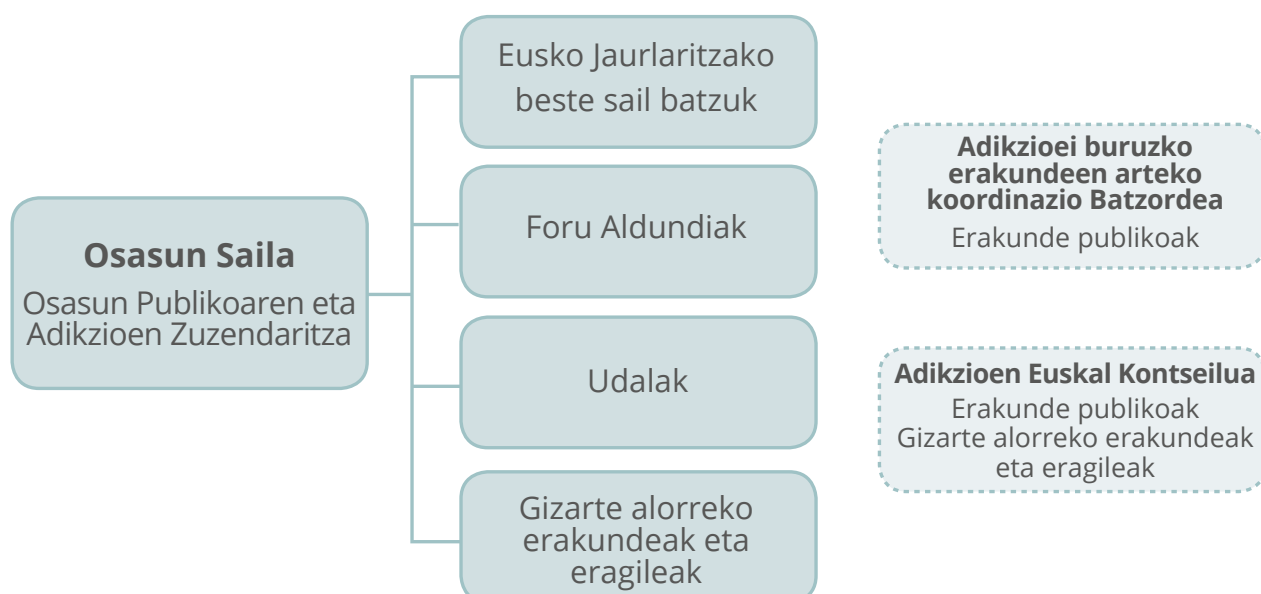 Osasun Saila
Osasun Publikoaren eta
Adikzioen Zuzendaritza
Eusko Jaurlaritzako
beste sail batzuk
Foru Aldundiak
Udalak
Gizarte alorreko
erakundeak eta
eragileak
Adikzioei buruzko
erakundeen arteko
koordinazio Batzordea
Erakunde publikoak
Adikzioen Euskal Kontseilua
Erakunde publikoak
Gizarte alorreko erakundeak
eta eragileak